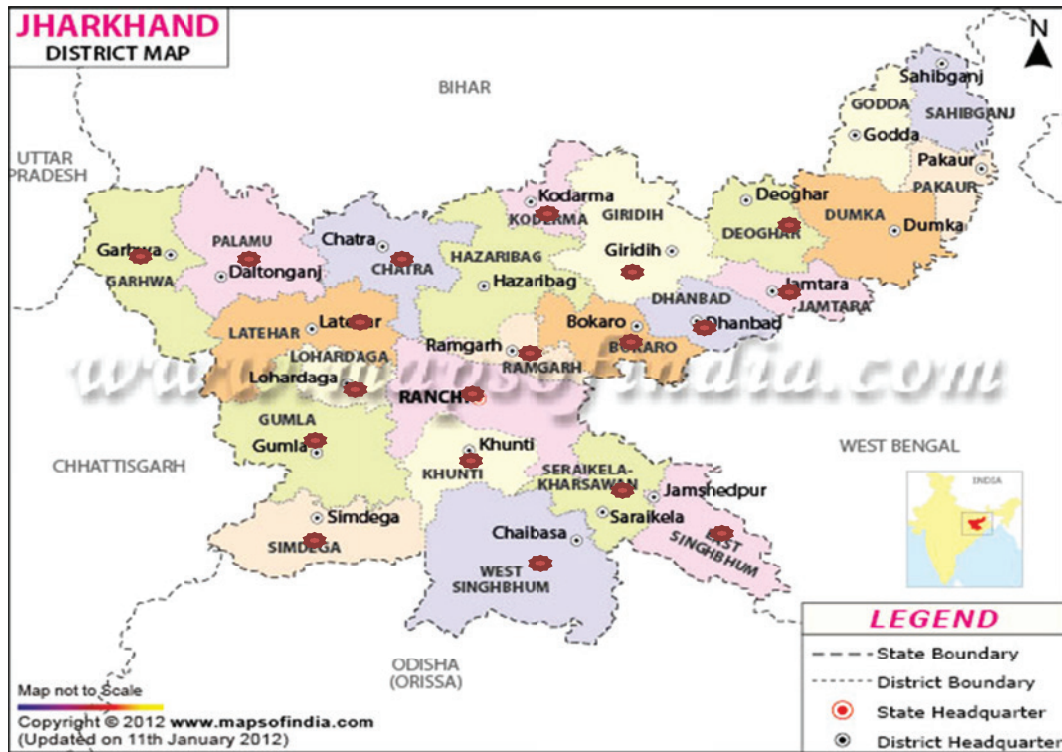 JHARKHAND
DISTRICT MAP
N
BIHAR
UTTAR
PRADESH
Sahibganj
GODDA
SAHIBGANJ
Godda
Pakaur
PAKAUR
Kodarma
KODERMA
GIRIDIH
Deoghar
DEOGHAR
DUMKA
Dumka
Garhwa
GARHWA
PALAMU
Daltonganj
Chatra
CHATRA
HAZARIBAG
Hazaribag
Giridih
Jamtara
JAMTARA
DHANBAD
Dhanbad
LATEHAR
Latehar
Bokaro
BOKARO
LOHARDAGA
Lohardaga
Ramgarh
RAMGARH
www.mapsofindia.com
RANCHI
GUMLA
Gumla
Khunti
KHUNTI
WEST BENGAL
CHHATTISGARH
SERAIKELA-
KHARSAWAN
Jamshedpur
Saraikela
INDIA
Simdega
SIMDEGA
Chaibasa
EAST
SINGHBHUM
WEST
SINGHBHUM
ODISHA
(ORISSA)
LEGEND
State Boundary
District Boundary
State Headquarter
District Headquarter
Map not to Scale
Copyright © 2012 www.mapsofindia.com
(Updated on 11th January 2012)